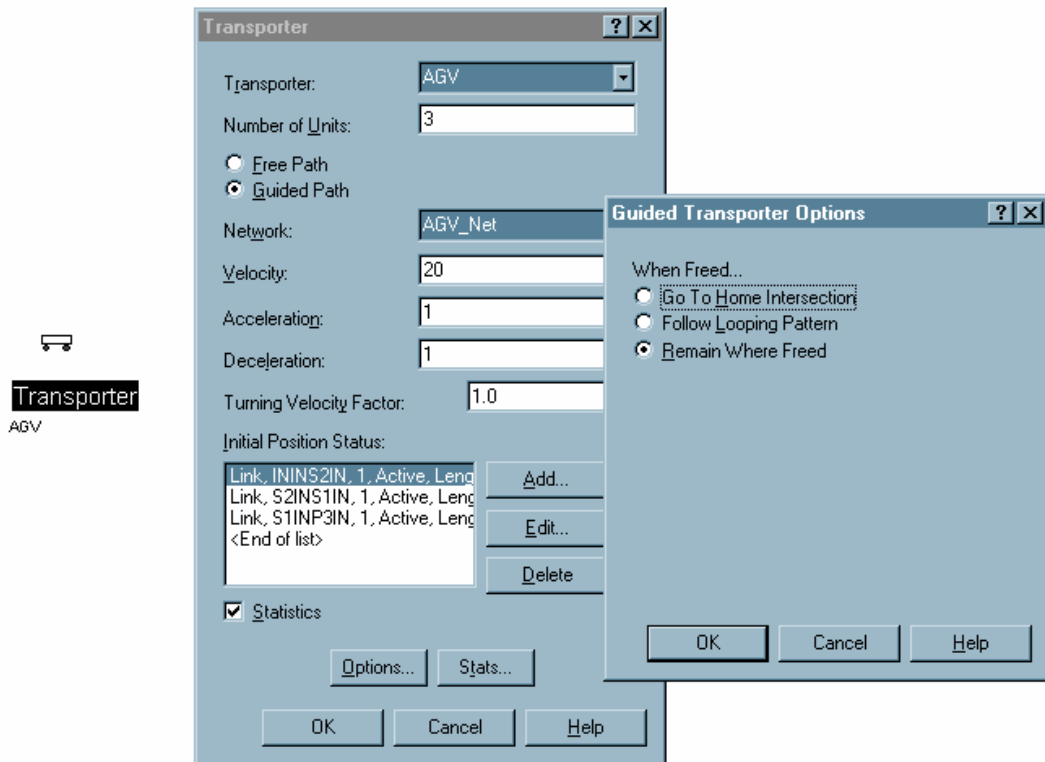 Transporter
Transporter: AGV
Number of Units: 3
Free Path
Guided Path
Network: AGV_Net
Velocity: 20
Acceleration: 1
Deceleration: 1
Turning Velocity Factor: 1.0
Initial Position Status:
Link, ININS2IN, 1, Active, Leng
Link, S2INS1IN, 1, Active, Leng
Link, S1INP3IN, 1, Active, Leng
<End of list>
Add...
Edit...
Delete
Statistics
Options... Stats...
OK Cancel Help
Guided Transporter Options
When Freed...
Go To Home Intersection
Follow Looping Pattern
Remain Where Freed
OK Cancel Help
Transporter
AGV